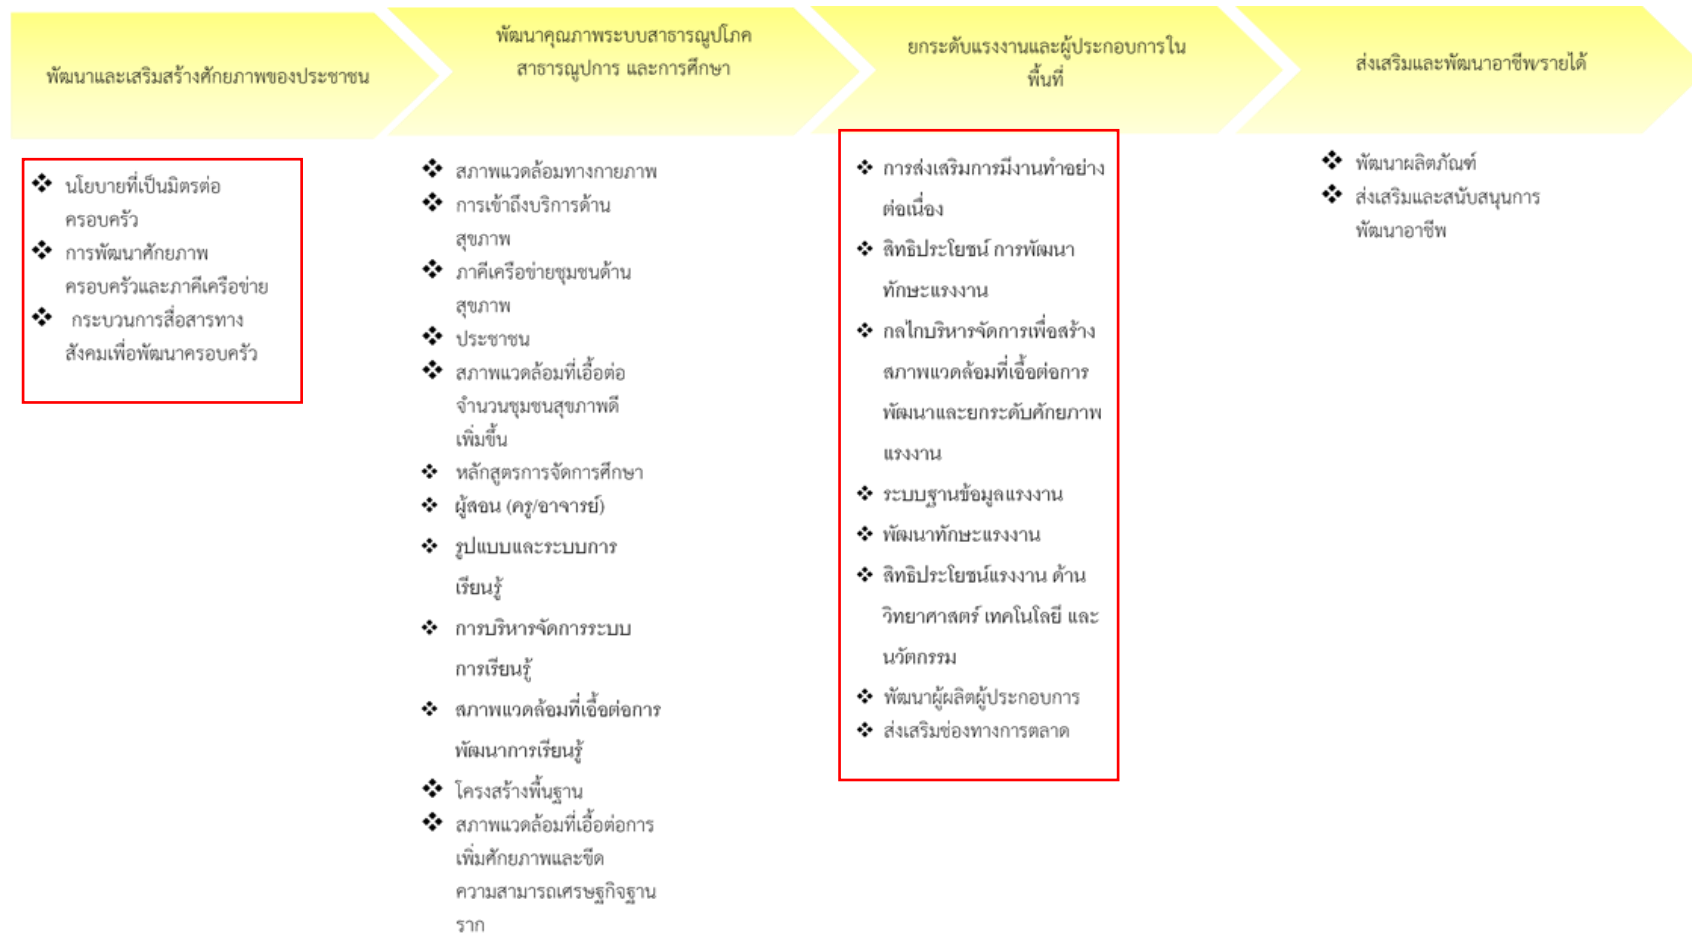 พัฒนาและเสริมสร้างศักยภาพของประชาชน
พัฒนาคุณภาพระบบสาธารณูปโภค
สาธารณูปการ และการศึกษา
ยกระดับแรงงานและผู้ประกอบการใน
พื้นที่
ส่งเสริมและพัฒนาอาชีพ/รายได้
❖ นโยบายที่เป็นมิตรต่อ
ครอบครัว
❖ การพัฒนาศักยภาพ
ครอบครัวและภาคีเครือข่าย
❖ กระบวนการสื่อสารทาง
สังคมเพื่อพัฒนาครอบครัว
❖ สภาพแวดล้อมทางกายภาพ
❖ การเข้าถึงบริการด้าน
สุขภาพ
❖ ภาคีเครือข่ายชุมชนด้าน
สุขภาพ
❖ ประชาชน
❖ สภาพแวดล้อมที่เอื้อต่อ
จำนวนชุมชนสุขภาพดี
เพิ่มขึ้น
❖ หลักสูตรการจัดการศึกษา
❖ ผู้สอน (ครู/อาจารย์)
❖ รูปแบบและระบบการ
เรียนรู้
❖ การบริหารจัดการระบบ
การเรียนรู้
❖ สภาพแวดล้อมที่เอื้อต่อการ
พัฒนาการเรียนรู้
❖ โครงสร้างพื้นฐาน
❖ สภาพแวดล้อมที่เอื้อต่อการ
เพิ่มศักยภาพและขีด
ความสามารถเศรษฐกิจฐาน
ราก
❖ การส่งเสริมการมีงานทำอย่าง
ต่อเนื่อง
❖ สิทธิประโยชน์ การพัฒนา
ทักษะแรงงาน
❖ กลไกบริหารจัดการเพื่อสร้าง
สภาพแวดล้อมที่เอื้อต่อการ
พัฒนาและยกระดับศักยภาพ
แรงงาน
❖ ระบบฐานข้อมูลแรงงาน
❖ พัฒนาทักษะแรงงาน
❖ สิทธิประโยชน์แรงงาน ด้าน
วิทยาศาสตร์ เทคโนโลยี และ
นวัตกรรม
❖ พัฒนาผู้ผลิตผู้ประกอบการ
❖ ส่งเสริมช่องทางการตลาด
❖ พัฒนาผลิตภัณฑ์
❖ ส่งเสริมและสนับสนุนการ
พัฒนาอาชีพ